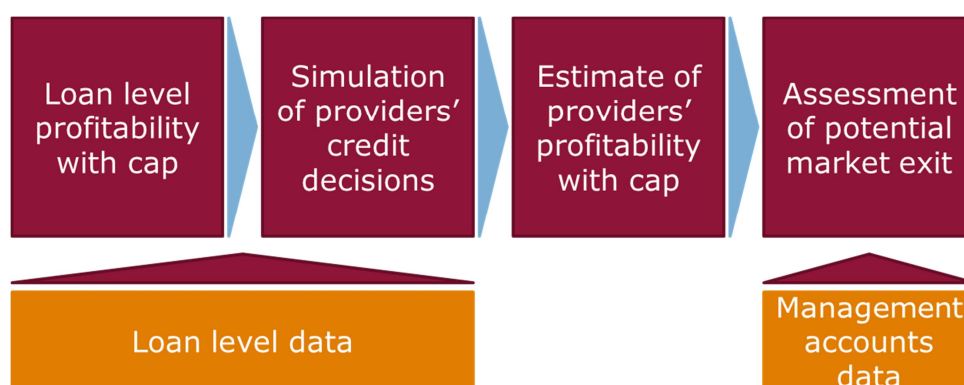 Loan level
profitability
with cap
Simulation
of providers’
credit
decisions
Estimate of
providers’
profitability
with cap
Assessment
of potential
market exit
Loan level data
Management
accounts
data